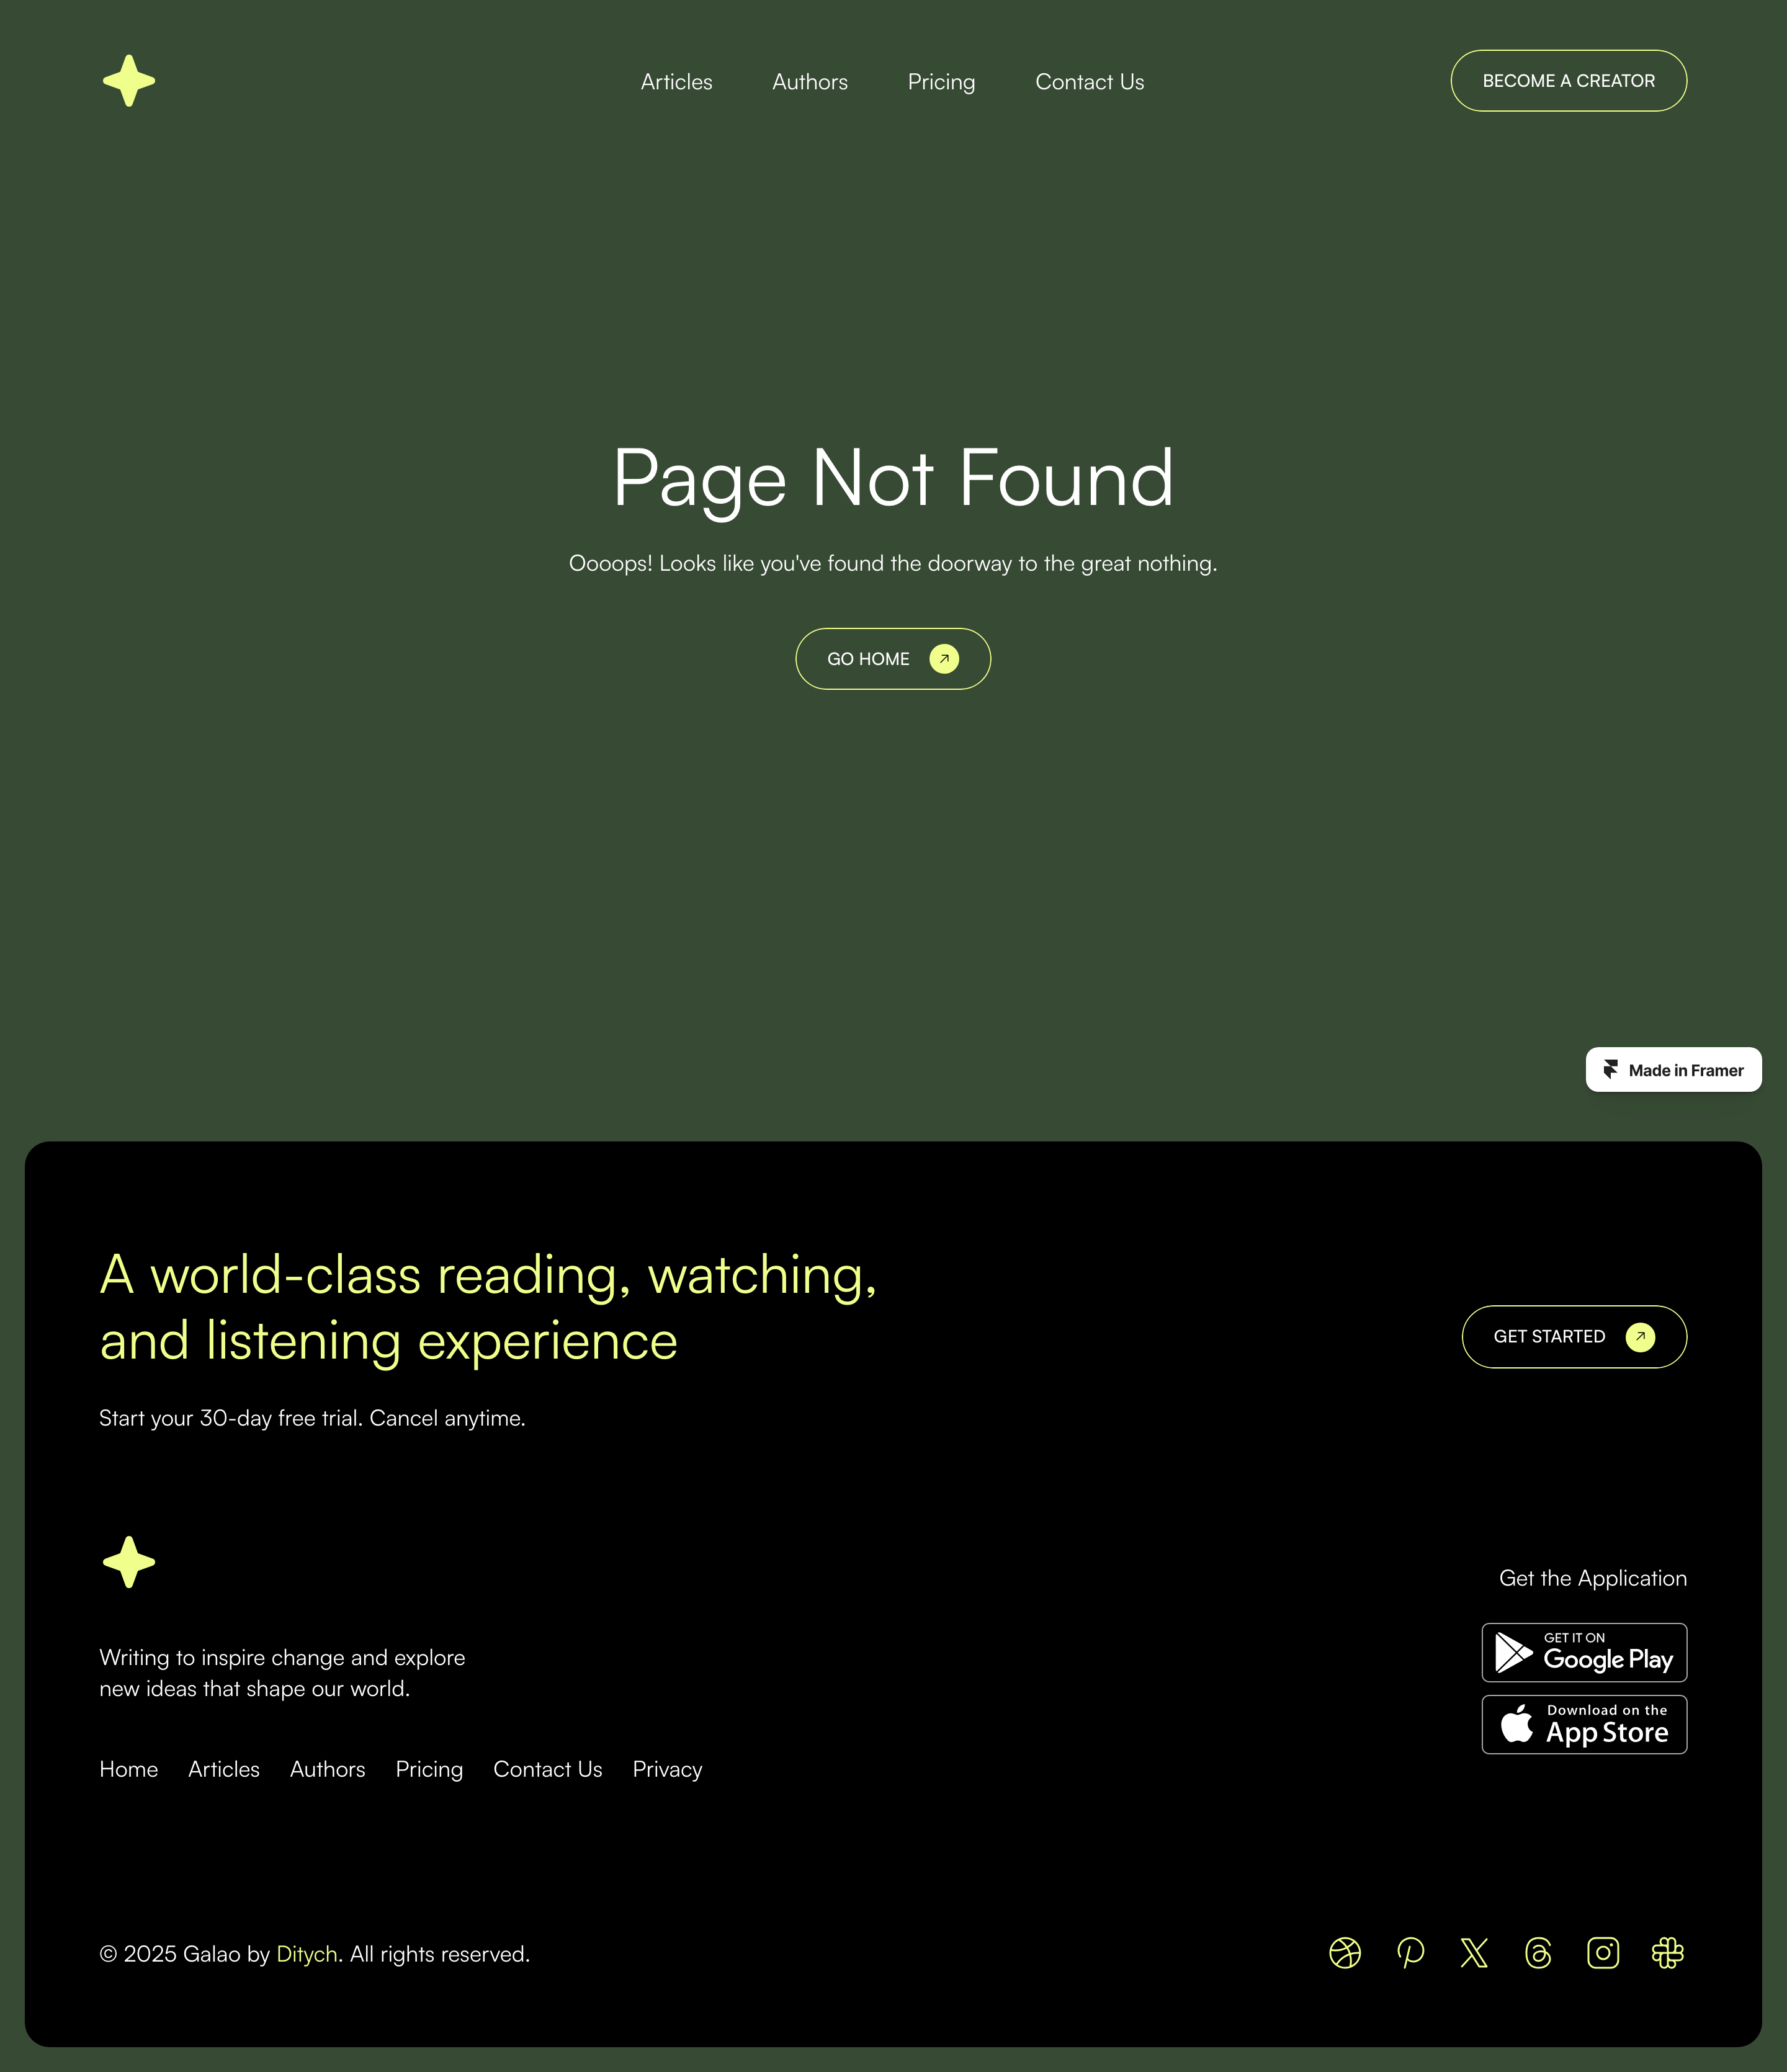 Articles
Authors
Pricing
Contact Us
BECOME A CREATOR
Page Not Found
Oooops! Looks like you've found the doorway to the great nothing.
GO HOME
Made in Framer
A world-class reading, watching,
and listening experience
GET STARTED
Start your 30-day free trial. Cancel anytime.
Get the Application
GET IT ON
Google Play
Download on the
App Store
Writing to inspire change and explore
new ideas that shape our world.
Home
Articles
Authors
Pricing
Contact Us
Privacy
© 2025 Galao by Ditych. All rights reserved.